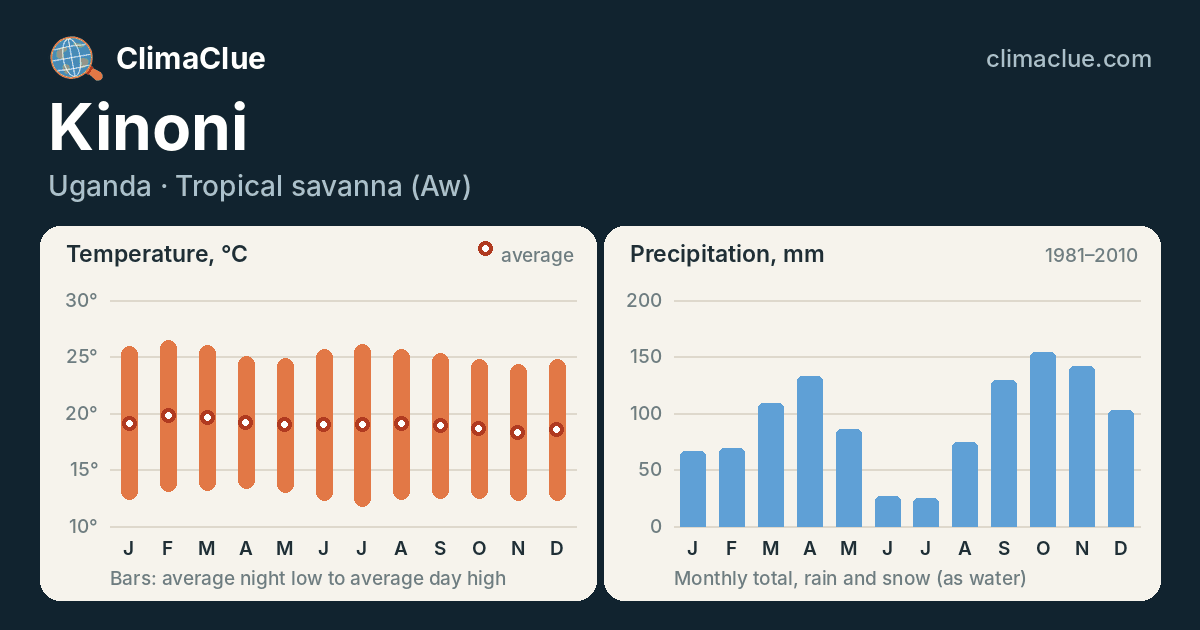 ClimaClue
climaclue.com
Kinoni
Uganda · Tropical savanna (Aw)
Temperature, °C
average
30°
25°
20°
15°
10°
J F M A M J J A S O N D
Bars: average night low to average day high
Precipitation, mm
1981–2010
200
150
100
50
0
J F M A M J J A S O N D
Monthly total, rain and snow (as water)